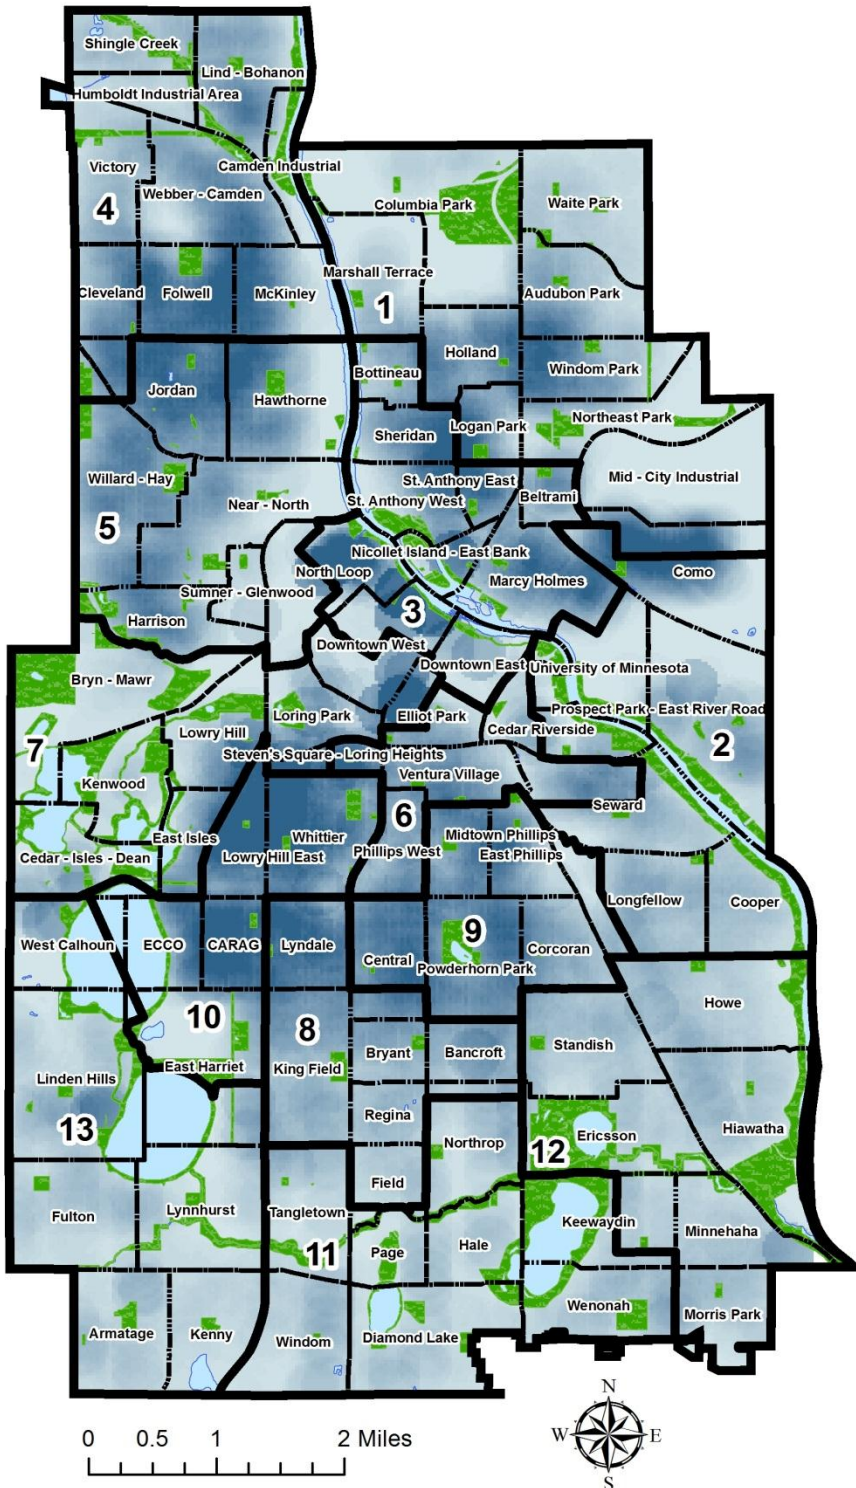 Shingle Creek
Lind - Bohanon
Humboldt Industrial Area
Victory
Camden Industrial
Webber - Camden
4
Columbia Park
Waite Park
Marshall Terrace
Cleveland
Folwell
McKinley
1
Audubon Park
Holland
Bottineau
Windom Park
Jordan
Hawthorne
Northeast Park
Logan Park
Sheridan
Willard - Hay
St. Anthony East
Mid - City Industrial
Near - North
St. Anthony West
Beltrami
5
Nicollet Island - East Bank
North Loop
Marcy Holmes
Como
Sumner - Glenwood
3
Harrison
Downtown West
Downtown East
University of Minnesota
Bryn - Mawr
Prospect Park - East River Road
Loring Park
Elliot Park
Lowry Hill
Cedar Riverside
7
Steven's Square - Loring Heights
2
Ventura Village
Kenwood
Seward
6
East Isles
Whittier
Midtown Phillips
Phillips West
East Phillips
Cedar - Isles - Dean
Lowry Hill East
Longfellow
Cooper
9
West Calhoun
ECCO
CARAG
Lyndale
Central
Corcoran
Powderhorn Park
Howe
10
8
Bryant
Bancroft
Standish
East Harriet
King Field
Linden Hills
Regina
13
Hiawatha
Northrop
Ericsson
12
Field
Fulton
Lynnhurst
Tangletown
Keewaydin
Minnehaha
11
Page
Hale
Wenonah
Morris Park
Armatage
Kenny
Windom
Diamond Lake
N
W
E
S
0 0.5 1 2 Miles